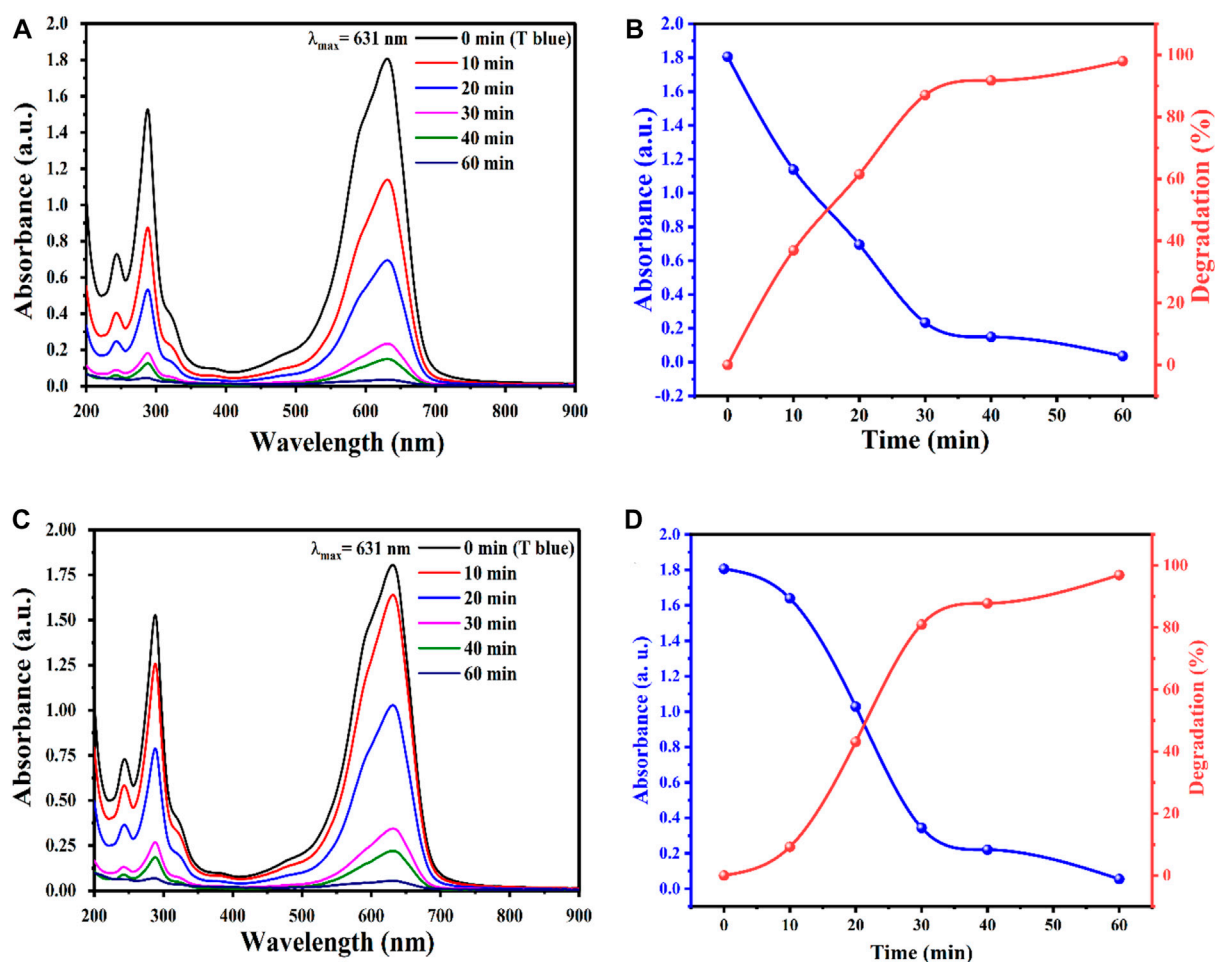 A
λmax= 631 nm
0 min (T blue)
10 min
20 min
30 min
40 min
60 min
Absorbance (a.u.)
2.0
1.8
1.6
1.4
1.2
1.0
0.8
0.6
0.4
0.2
0.0
200 300 400 500 600 700 800 900
Wavelength (nm)
B
Absorbance (a.u.)
2.0
1.8
1.6
1.4
1.2
1.0
0.8
0.6
0.4
0.2
0.0
-0.2
0 10 20 30 40 50 60
Time (min)
100
80
60
40
20
0
Degradation (%)
C
λmax= 631 nm
0 min (T blue)
10 min
20 min
30 min
40 min
60 min
Absorbance (a.u.)
2.00
1.75
1.50
1.25
1.00
0.75
0.50
0.25
0.00
200 300 400 500 600 700 800 900
Wavelength (nm)
D
Absorbance (a. u.)
2.0
1.8
1.6
1.4
1.2
1.0
0.8
0.6
0.4
0.2
0.0
0 10 20 30 40 50 60
Time (min)
100
80
60
40
20
0
Degradation (%)